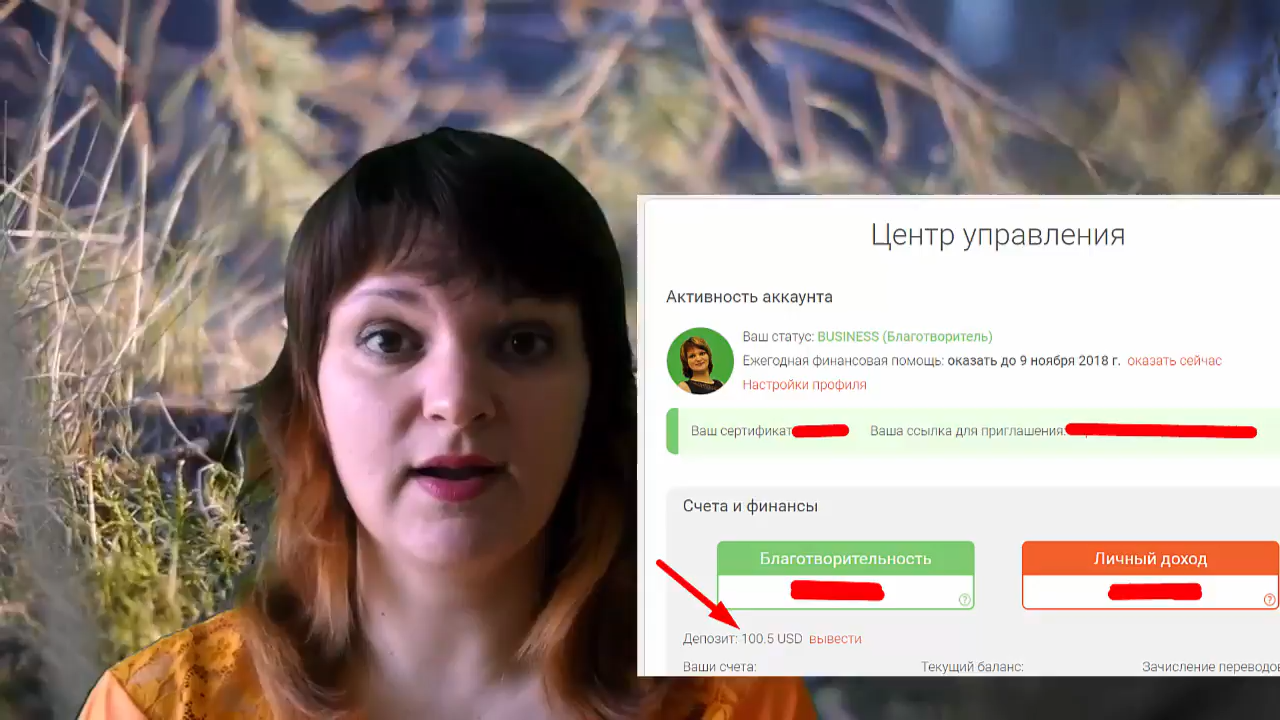 Центр управления
Активность аккаунта
Ваш статус: BUSINESS (Благотворитель)
Ежегодная финансовая помощь: оказать до 9 ноября 2018 г. оказать сейчас
Настройки профиля
Ваш сертификат Ваша ссылка для приглашения:
Счета и финансы
Благотворительность Личный доход
Депозит: 100.5 USD вывести
Ваши счета: Текущий баланс: Зачисление переводо